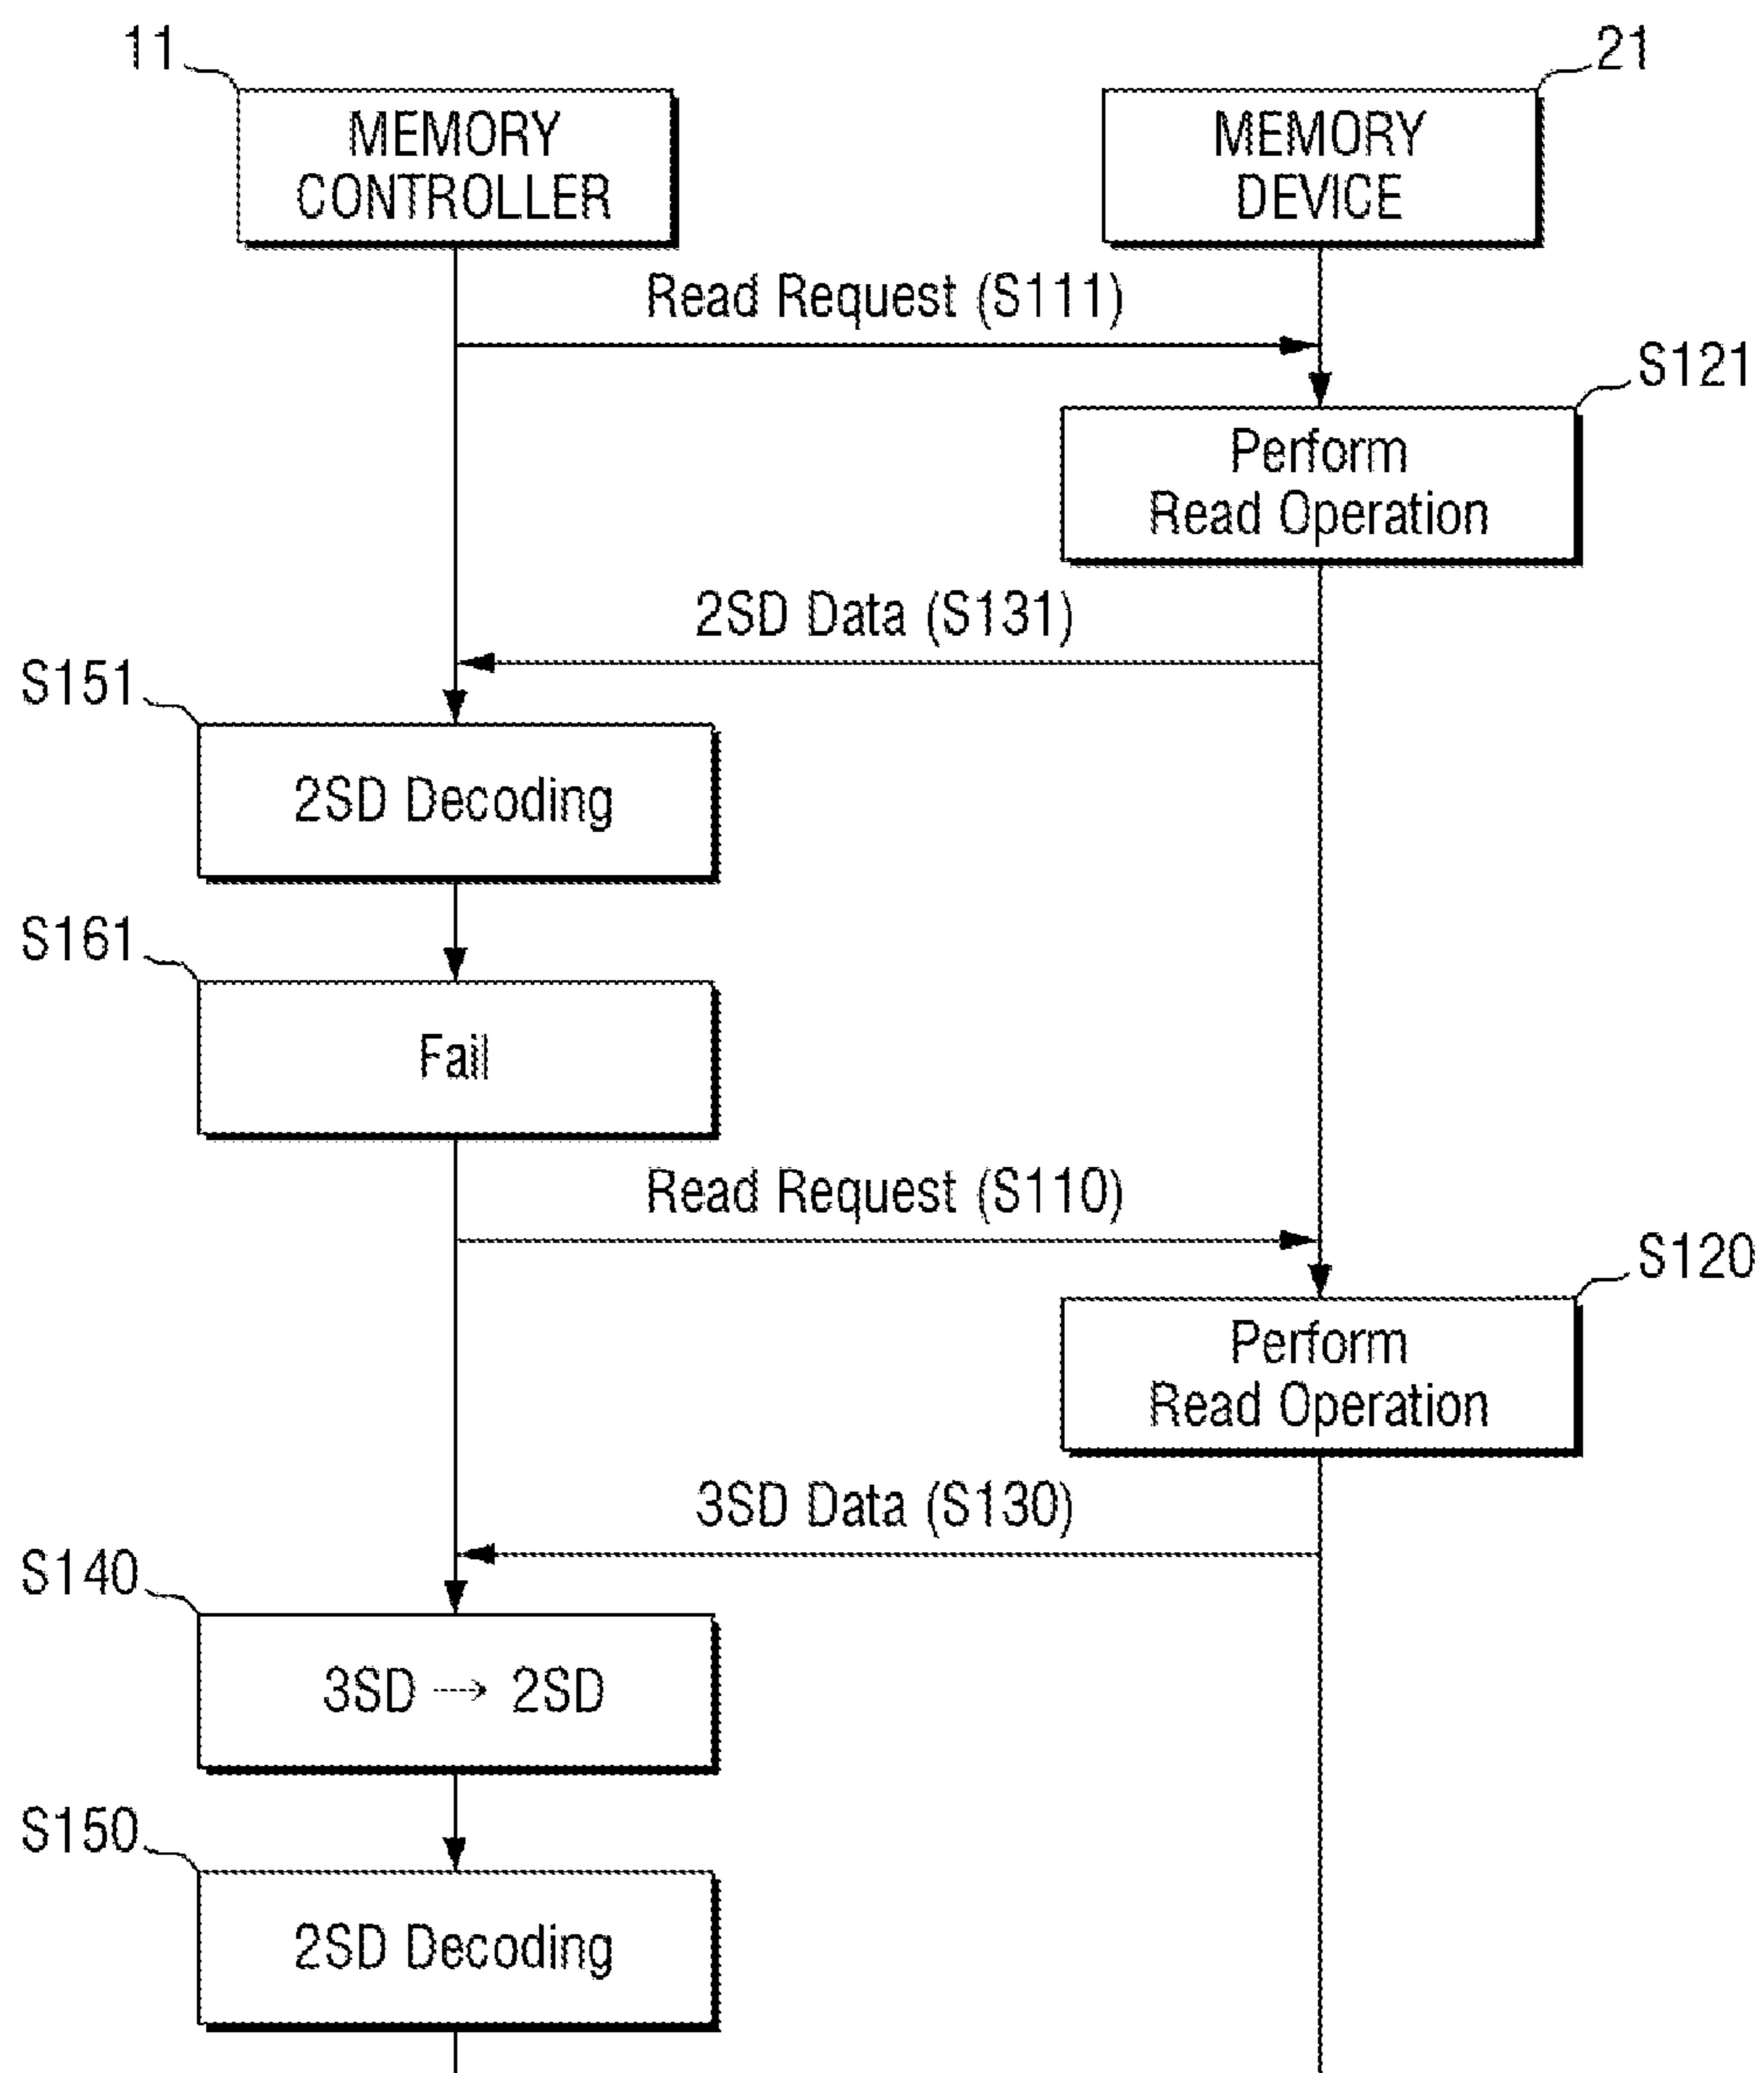 11
21
MEMORY
CONTROLLER
MEMORY
DEVICE
Read Request (S111)
S121
Perform
Read Operation
2SD Data (S131)
S151
2SD Decoding
S161
Fail
Read Request (S110)
S120
Perform
Read Operation
3SD Data (S130)
S140
3SD → 2SD
S150
2SD Decoding